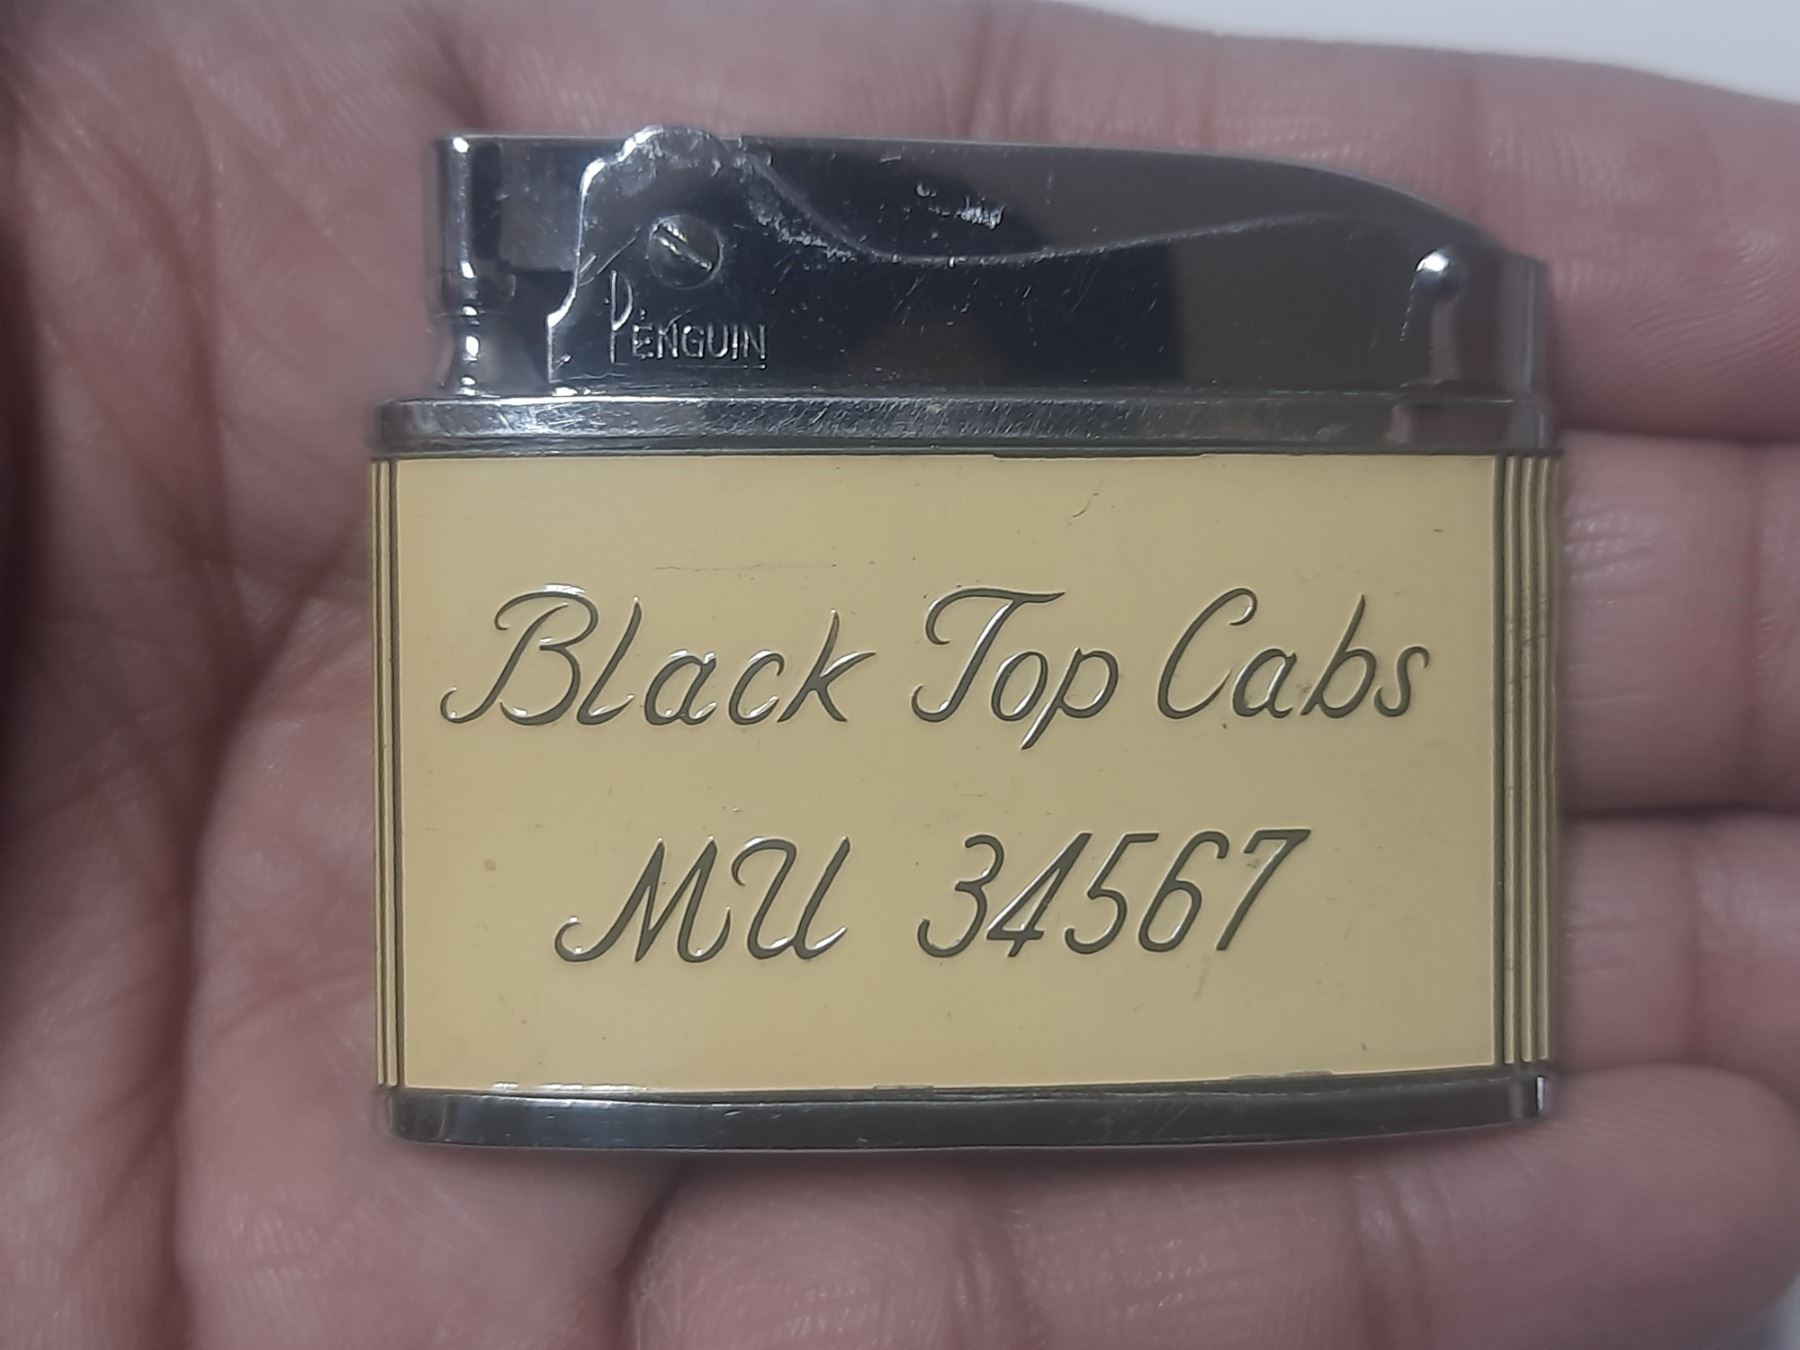 PENGUIN
Black Top Cabs
MU 34567